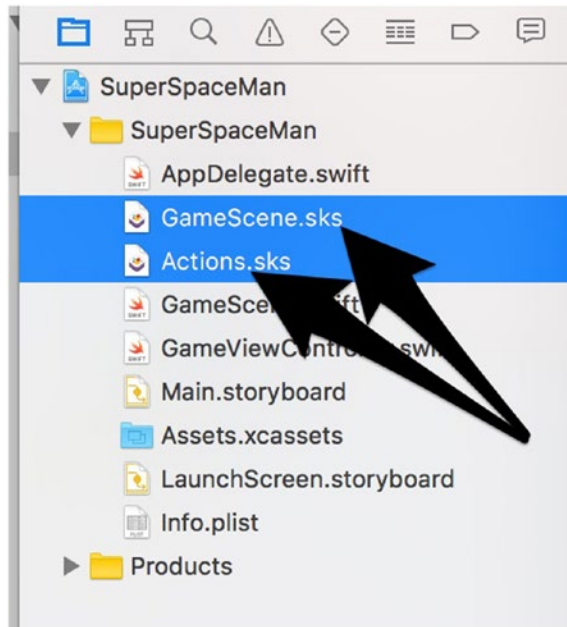 SuperSpaceMan
SuperSpaceMan
AppDelegate.swift
GameScene.sks
Actions.sks
Main.storyboard
Assets.xcassets
LaunchScreen.storyboard
Info.plist
Products